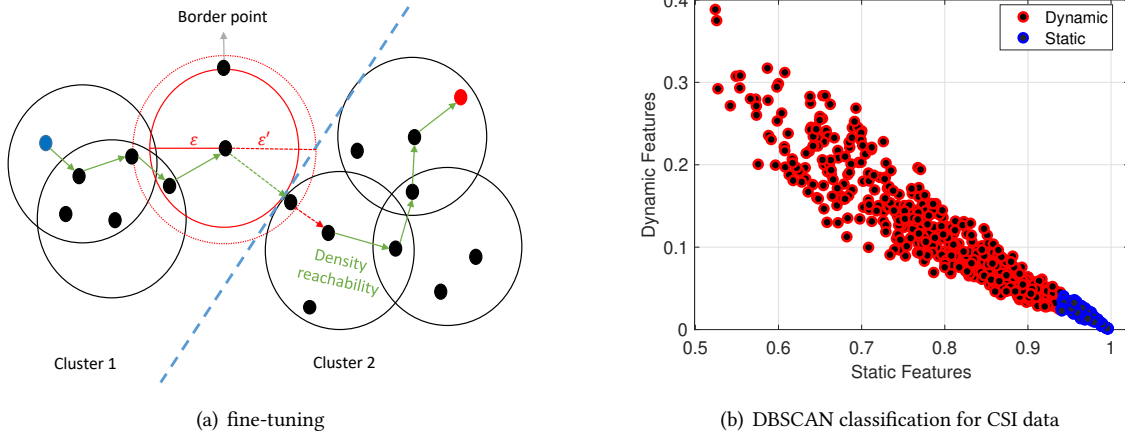 Border point
ε
ε'
Density
reachability
Cluster 1
Cluster 2
(a) fine-tuning
0.4
0.3
0.2
0.1
0
Dynamic Features
Dynamic
Static
0.5
0.6
0.7
0.8
0.9
1
Static Features
(b) DBSCAN classification for CSI data